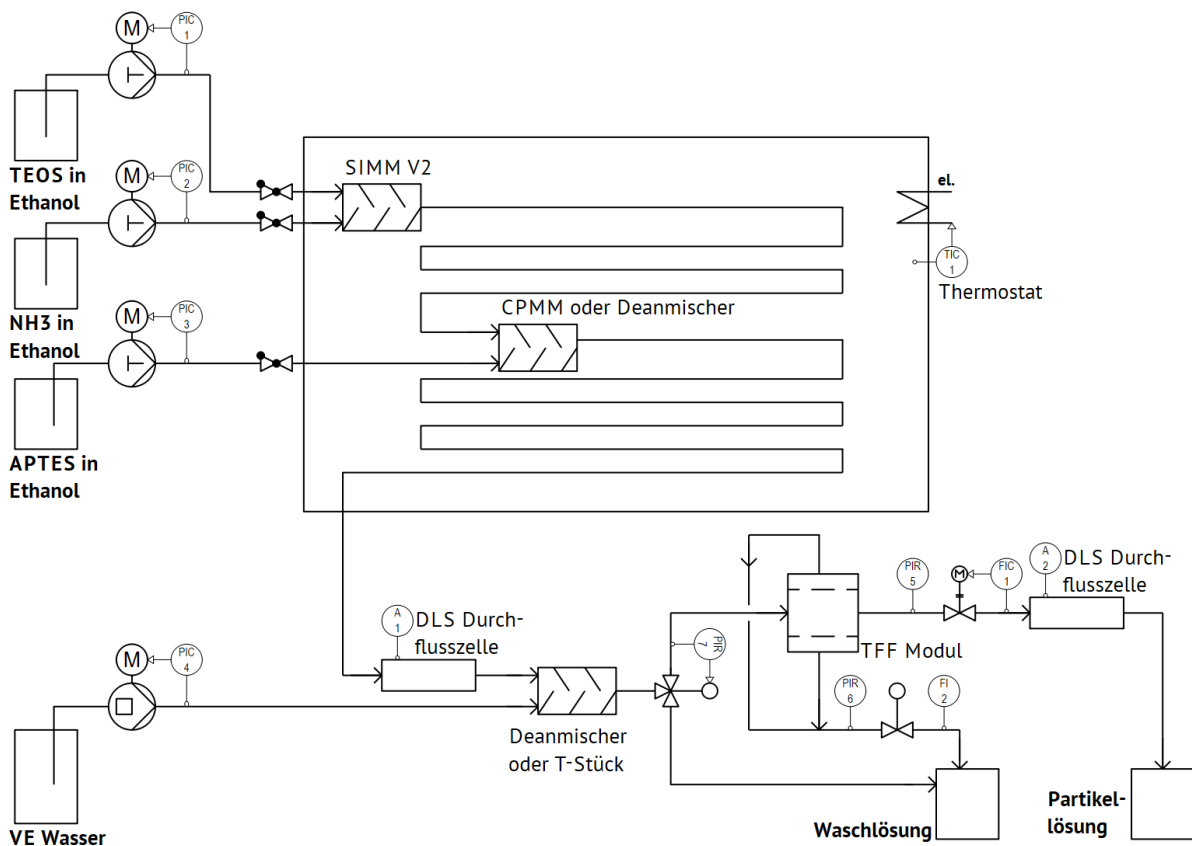 M
PIC
1
TEOS in
Ethanol
M
PIC
2
NH3 in
Ethanol
M
PIC
3
APTES in
Ethanol
SIMM V2
CPMM oder Deanmischer
el.
TIC
1
Thermostat
A
1
DLS Durch-
flusszelle
M
PIC
4
VE Wasser
Deanmischer
oder T-Stück
PIR
7
TFF Modul
PIR
5
M
FIC
1
A
2
DLS Durch-
flusszelle
PIR
6
FI
2
Waschlösung
Partikel-
lösung